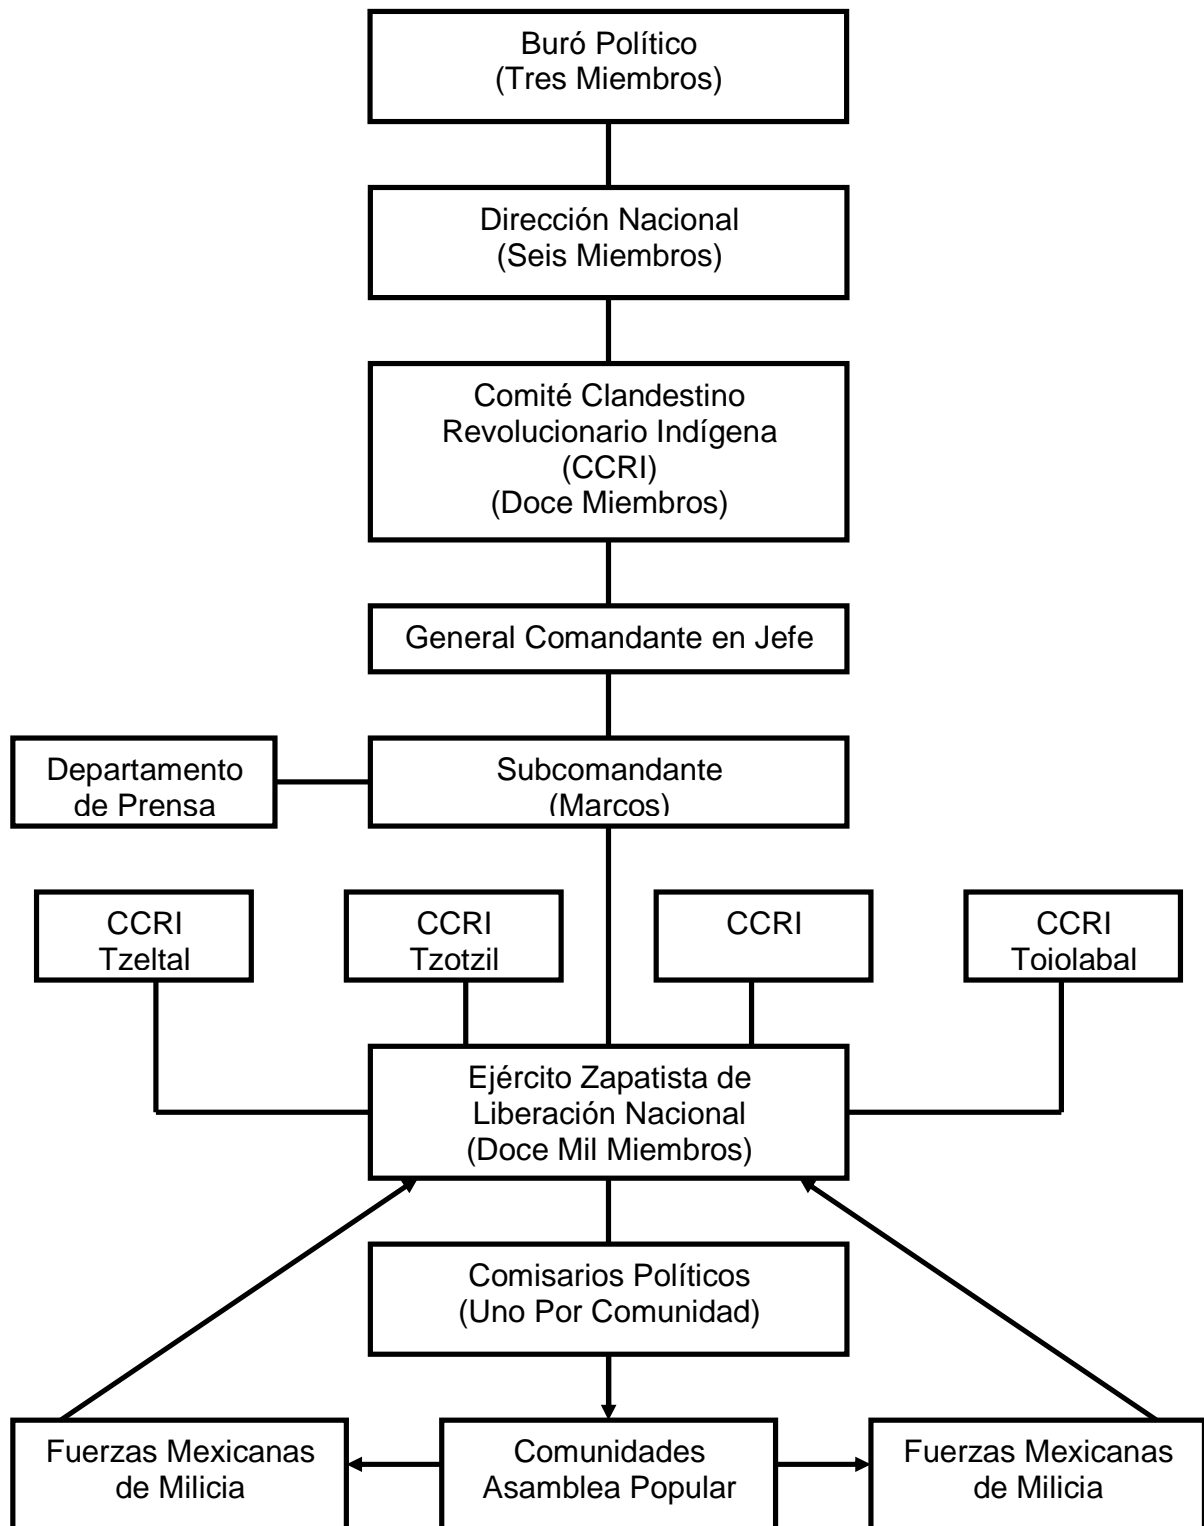 Buró Político
(Tres Miembros)
Dirección Nacional
(Seis Miembros)
Comité Clandestino
Revolucionario Indígena
(CCRI)
(Doce Miembros)
General Comandante en Jefe
Departamento
de Prensa
Subcomandante
(Marcos)
CCRI
Tzeltal
CCRI
Tzotzil
CCRI
CCRI
Toiolabal
Ejército Zapatista de
Liberación Nacional
(Doce Mil Miembros)
Comisarios Políticos
(Uno Por Comunidad)
Fuerzas Mexicanas
de Milicia
Comunidades
Asamblea Popular
Fuerzas Mexicanas
de Milicia